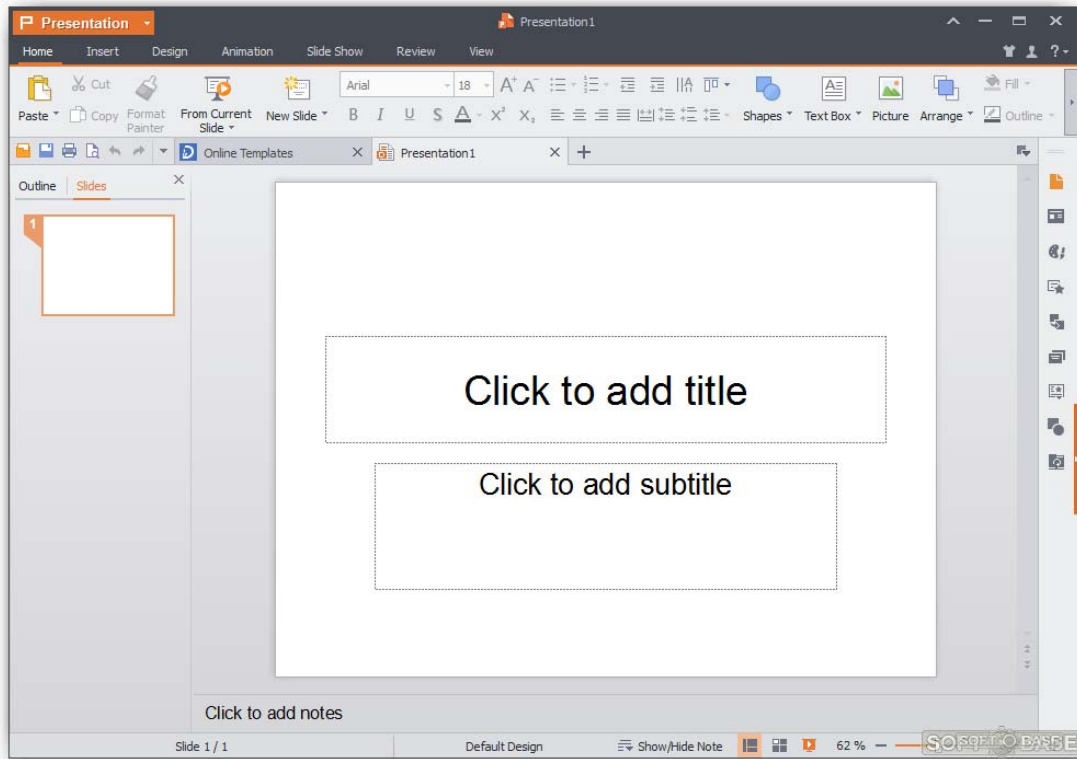 Presentation
Presentation1
Home Insert Design Animation Slide Show Review View
?
Arial 18 A+ A-
Cut
Paste Copy Format Painter From Current Slide New Slide B I U S A X² X₂ Shapes Text Box Picture Arrange Fill Outline
Online Templates Presentation1
Outline Slides
1
Click to add title
Click to add subtitle
Click to add notes
Slide 1 / 1 Default Design Show/Hide Note 62 %